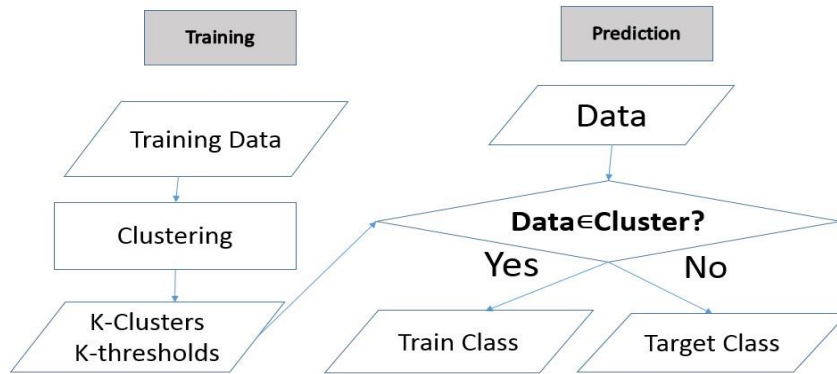 Training
Training Data
Clustering
K-Clusters
K-thresholds
Prediction
Data
Data∈Cluster?
Yes
No
Train Class
Target Class